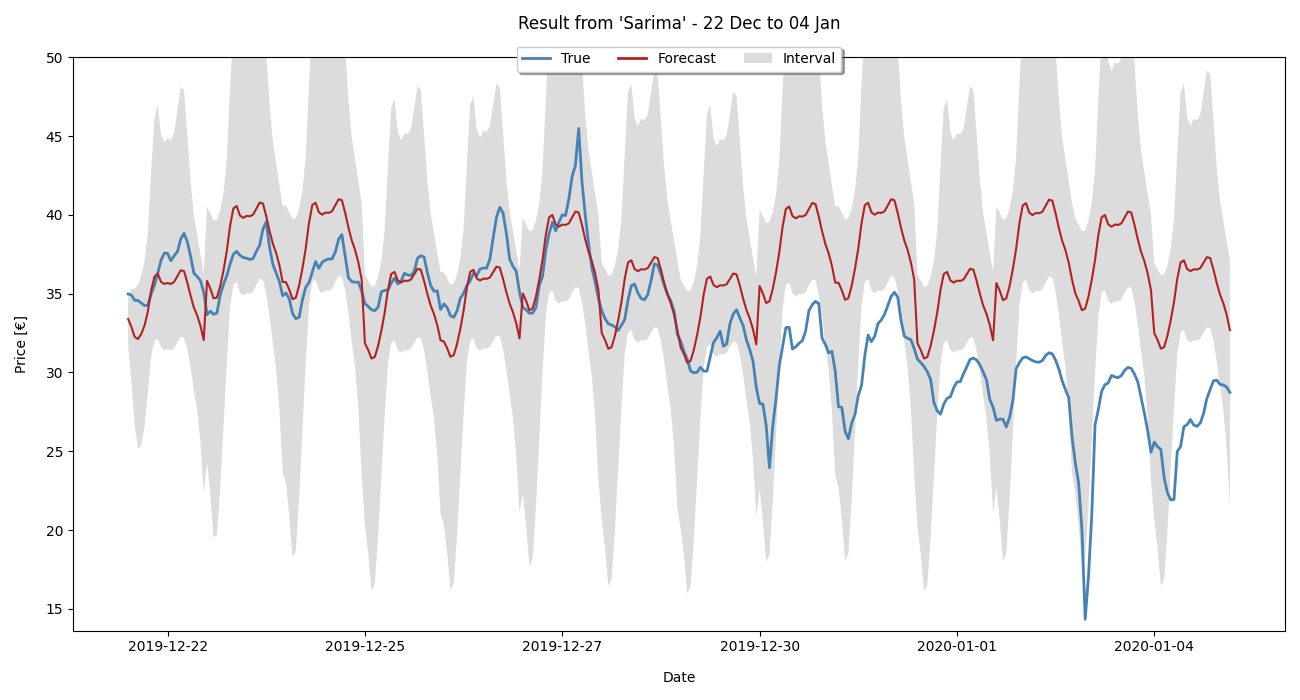 Result from 'Sarima' - 22 Dec to 04 Jan
True Forecast Interval
50
45
40
35
30
25
20
15
Price [€]
2019-12-22 2019-12-25 2019-12-27 2019-12-30 2020-01-01 2020-01-04
Date